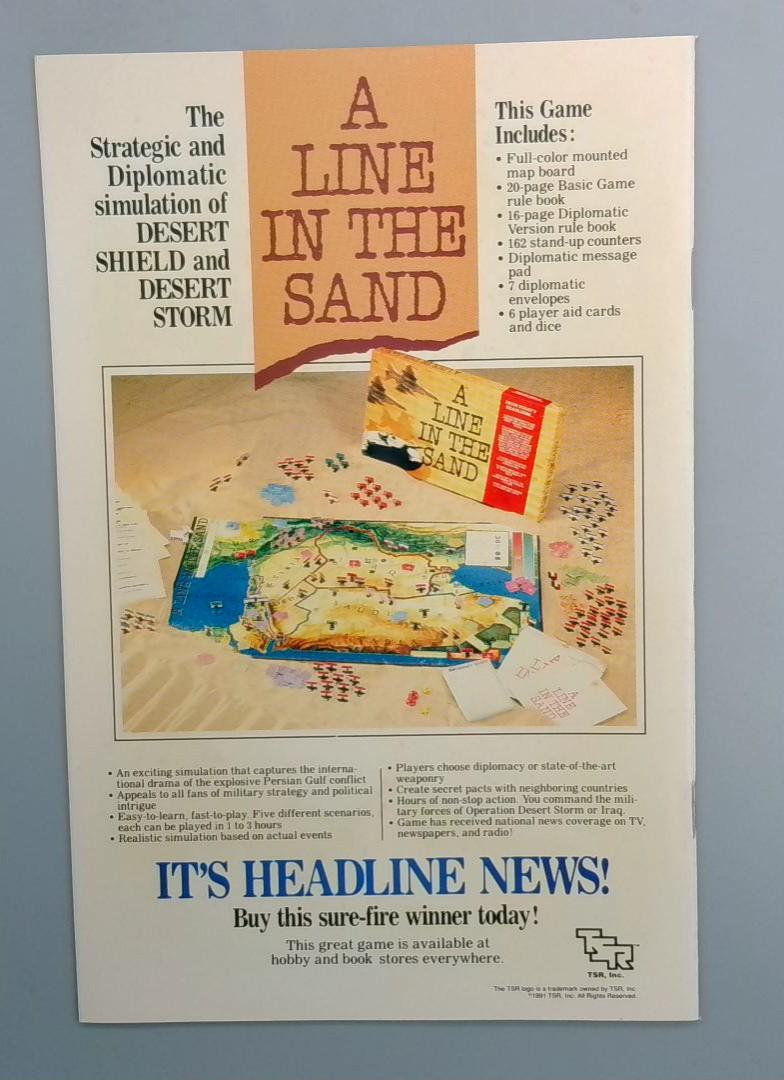 The
Strategic and
Diplomatic
simulation of
DESERT
SHIELD and
DESERT
STORM
A
LINE
IN THE
SAND
This Game
Includes:
• Full-color mounted
map board
• 20-page Basic Game
rule book
• 16-page Diplomatic
Version rule book
• 162 stand-up counters
• Diplomatic message
pad
• 7 diplomatic
envelopes
• 6 player aid cards
and dice
A
LINE
IN THE
SAND
A
LINE
IN THE
SAND
• An exciting simulation that captures the interna-
tional drama of the explosive Persian Gulf conflict
• Appeals to all fans of military strategy and political
intrigue
• Easy-to-learn, fast-to-play. Five different scenarios,
each can be played in 1 to 3 hours
• Realistic simulation based on actual events
• Players choose diplomacy or state-of-the-art
weaponry
• Create secret pacts with neighboring countries
• Hours of non-stop action. You command the mili-
tary forces of Operation Desert Storm or Iraq.
• Game has received national news coverage on TV,
newspapers, and radio!
IT'S HEADLINE NEWS!
Buy this sure-fire winner today!
This great game is available at
hobby and book stores everywhere.
TSR™
TSR, Inc.
The TSR logo is a trademark owned by TSR, Inc
©1991 TSR, Inc. All Rights Reserved.